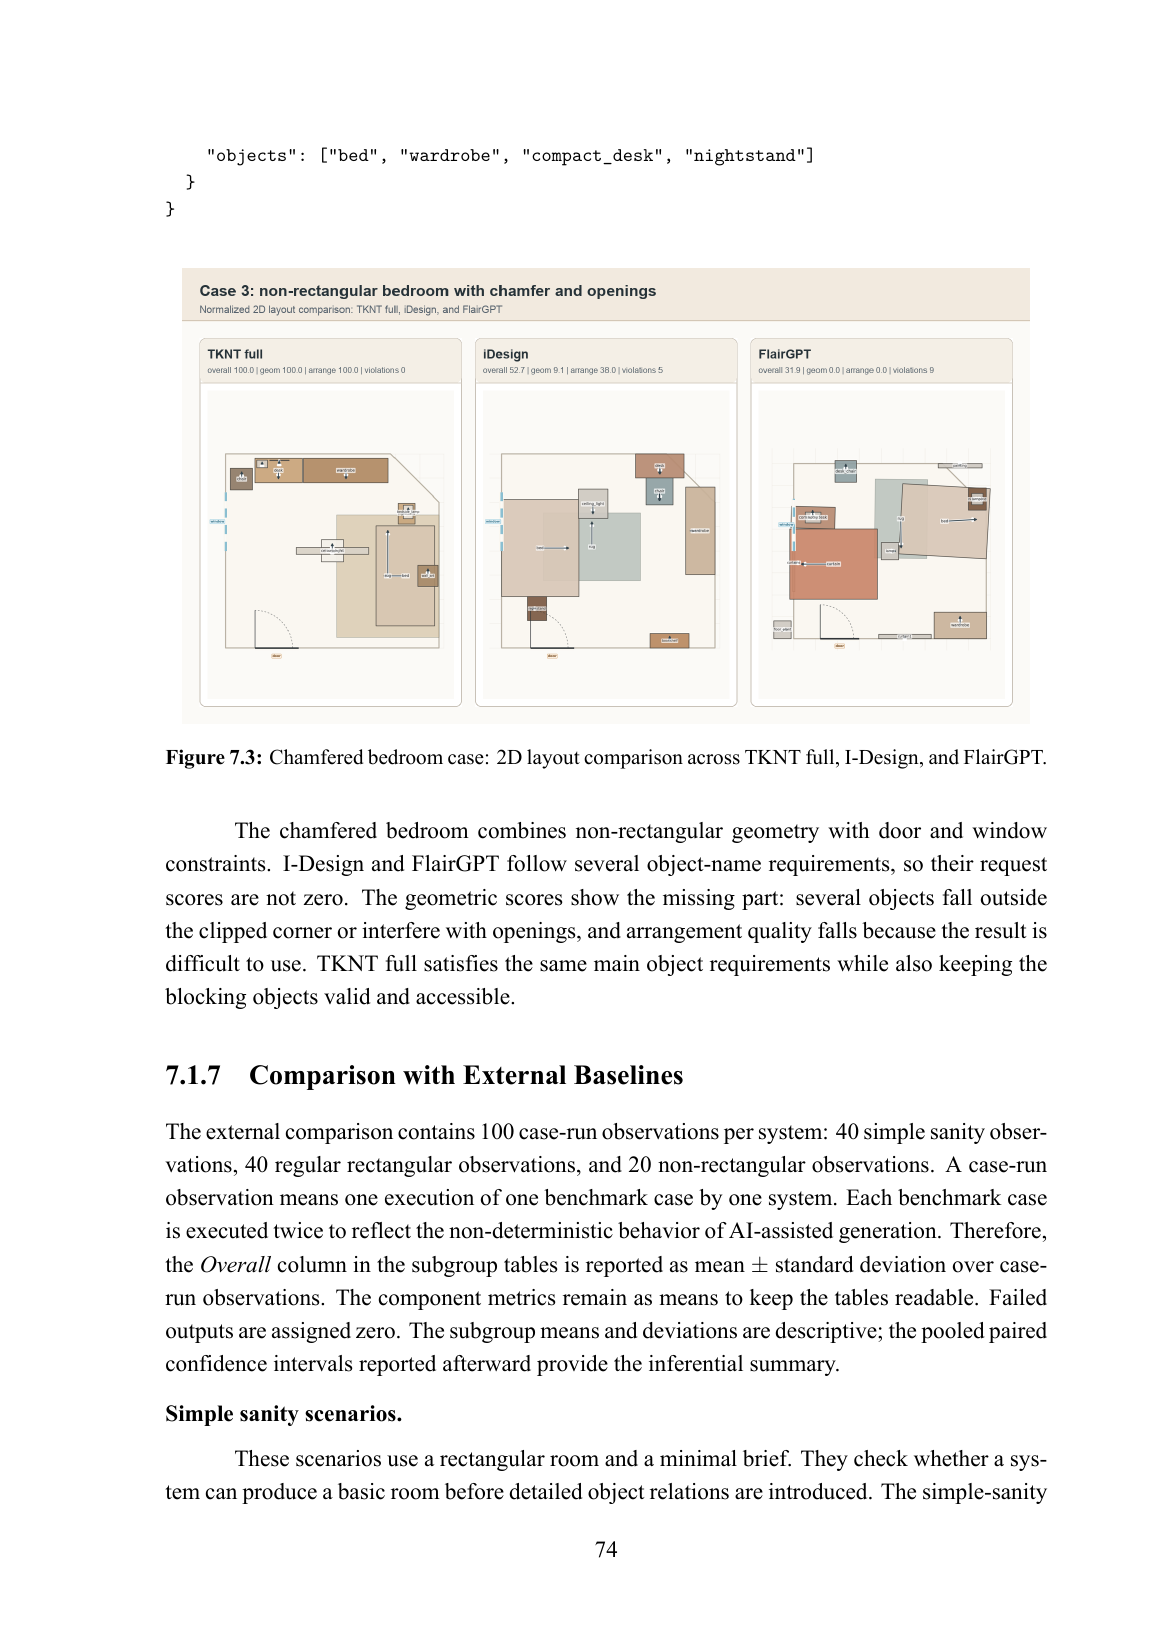 "objects": ["bed", "wardrobe", "compact_desk", "nightstand"]
}
}
Case 3: non-rectangular bedroom with chamfer and openings
Normalized 2D layout comparison: TKNT full, iDesign, and FlairGPT
TKNT full
overall 100.0 | geom 100.0 | arrange 100.0 | violations 0
iDesign
overall 52.7 | geom 9.1 | arrange 38.0 | violations 5
FlairGPT
overall 31.9 | geom 0.0 | arrange 0.0 | violations 9
wardrobe
window
bed
door
window
ceiling_light
bed
rug
wardrobe
door
window
rug
bed
curtain
wardrobe
door
Figure 7.3: Chamfered bedroom case: 2D layout comparison across TKNT full, I-Design, and FlairGPT.
The chamfered bedroom combines non-rectangular geometry with door and window
constraints. I-Design and FlairGPT follow several object-name requirements, so their request
scores are not zero. The geometric scores show the missing part: several objects fall outside
the clipped corner or interfere with openings, and arrangement quality falls because the result is
difficult to use. TKNT full satisfies the same main object requirements while also keeping the
blocking objects valid and accessible.
7.1.7 Comparison with External Baselines
The external comparison contains 100 case-run observations per system: 40 simple sanity obser-
vations, 40 regular rectangular observations, and 20 non-rectangular observations. A case-run
observation means one execution of one benchmark case by one system. Each benchmark case
is executed twice to reflect the non-deterministic behavior of AI-assisted generation. Therefore,
the Overall column in the subgroup tables is reported as mean ± standard deviation over case-
run observations. The component metrics remain as means to keep the tables readable. Failed
outputs are assigned zero. The subgroup means and deviations are descriptive; the pooled paired
confidence intervals reported afterward provide the inferential summary.
Simple sanity scenarios.
These scenarios use a rectangular room and a minimal brief. They check whether a sys-
tem can produce a basic room before detailed object relations are introduced. The simple-sanity
74